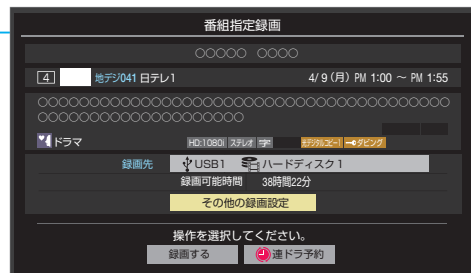 番組指定録画
○○○○○ ○○○○
4 地デジ041 日テレ1 4/ 9 (月) PM 1:00 ～ PM 1:55
○○○○○○○○○○○○○○○○○○○○○○○○○○○○○○○○○○
○○○○○○○○○○○○○○○○○
ドラマ HD:1080i ステレオ 字 ダビング
録画先 USB1 ハードディスク1
録画可能時間 38時間22分
その他の録画設定
操作を選択してください。
録画する 連ドラ予約